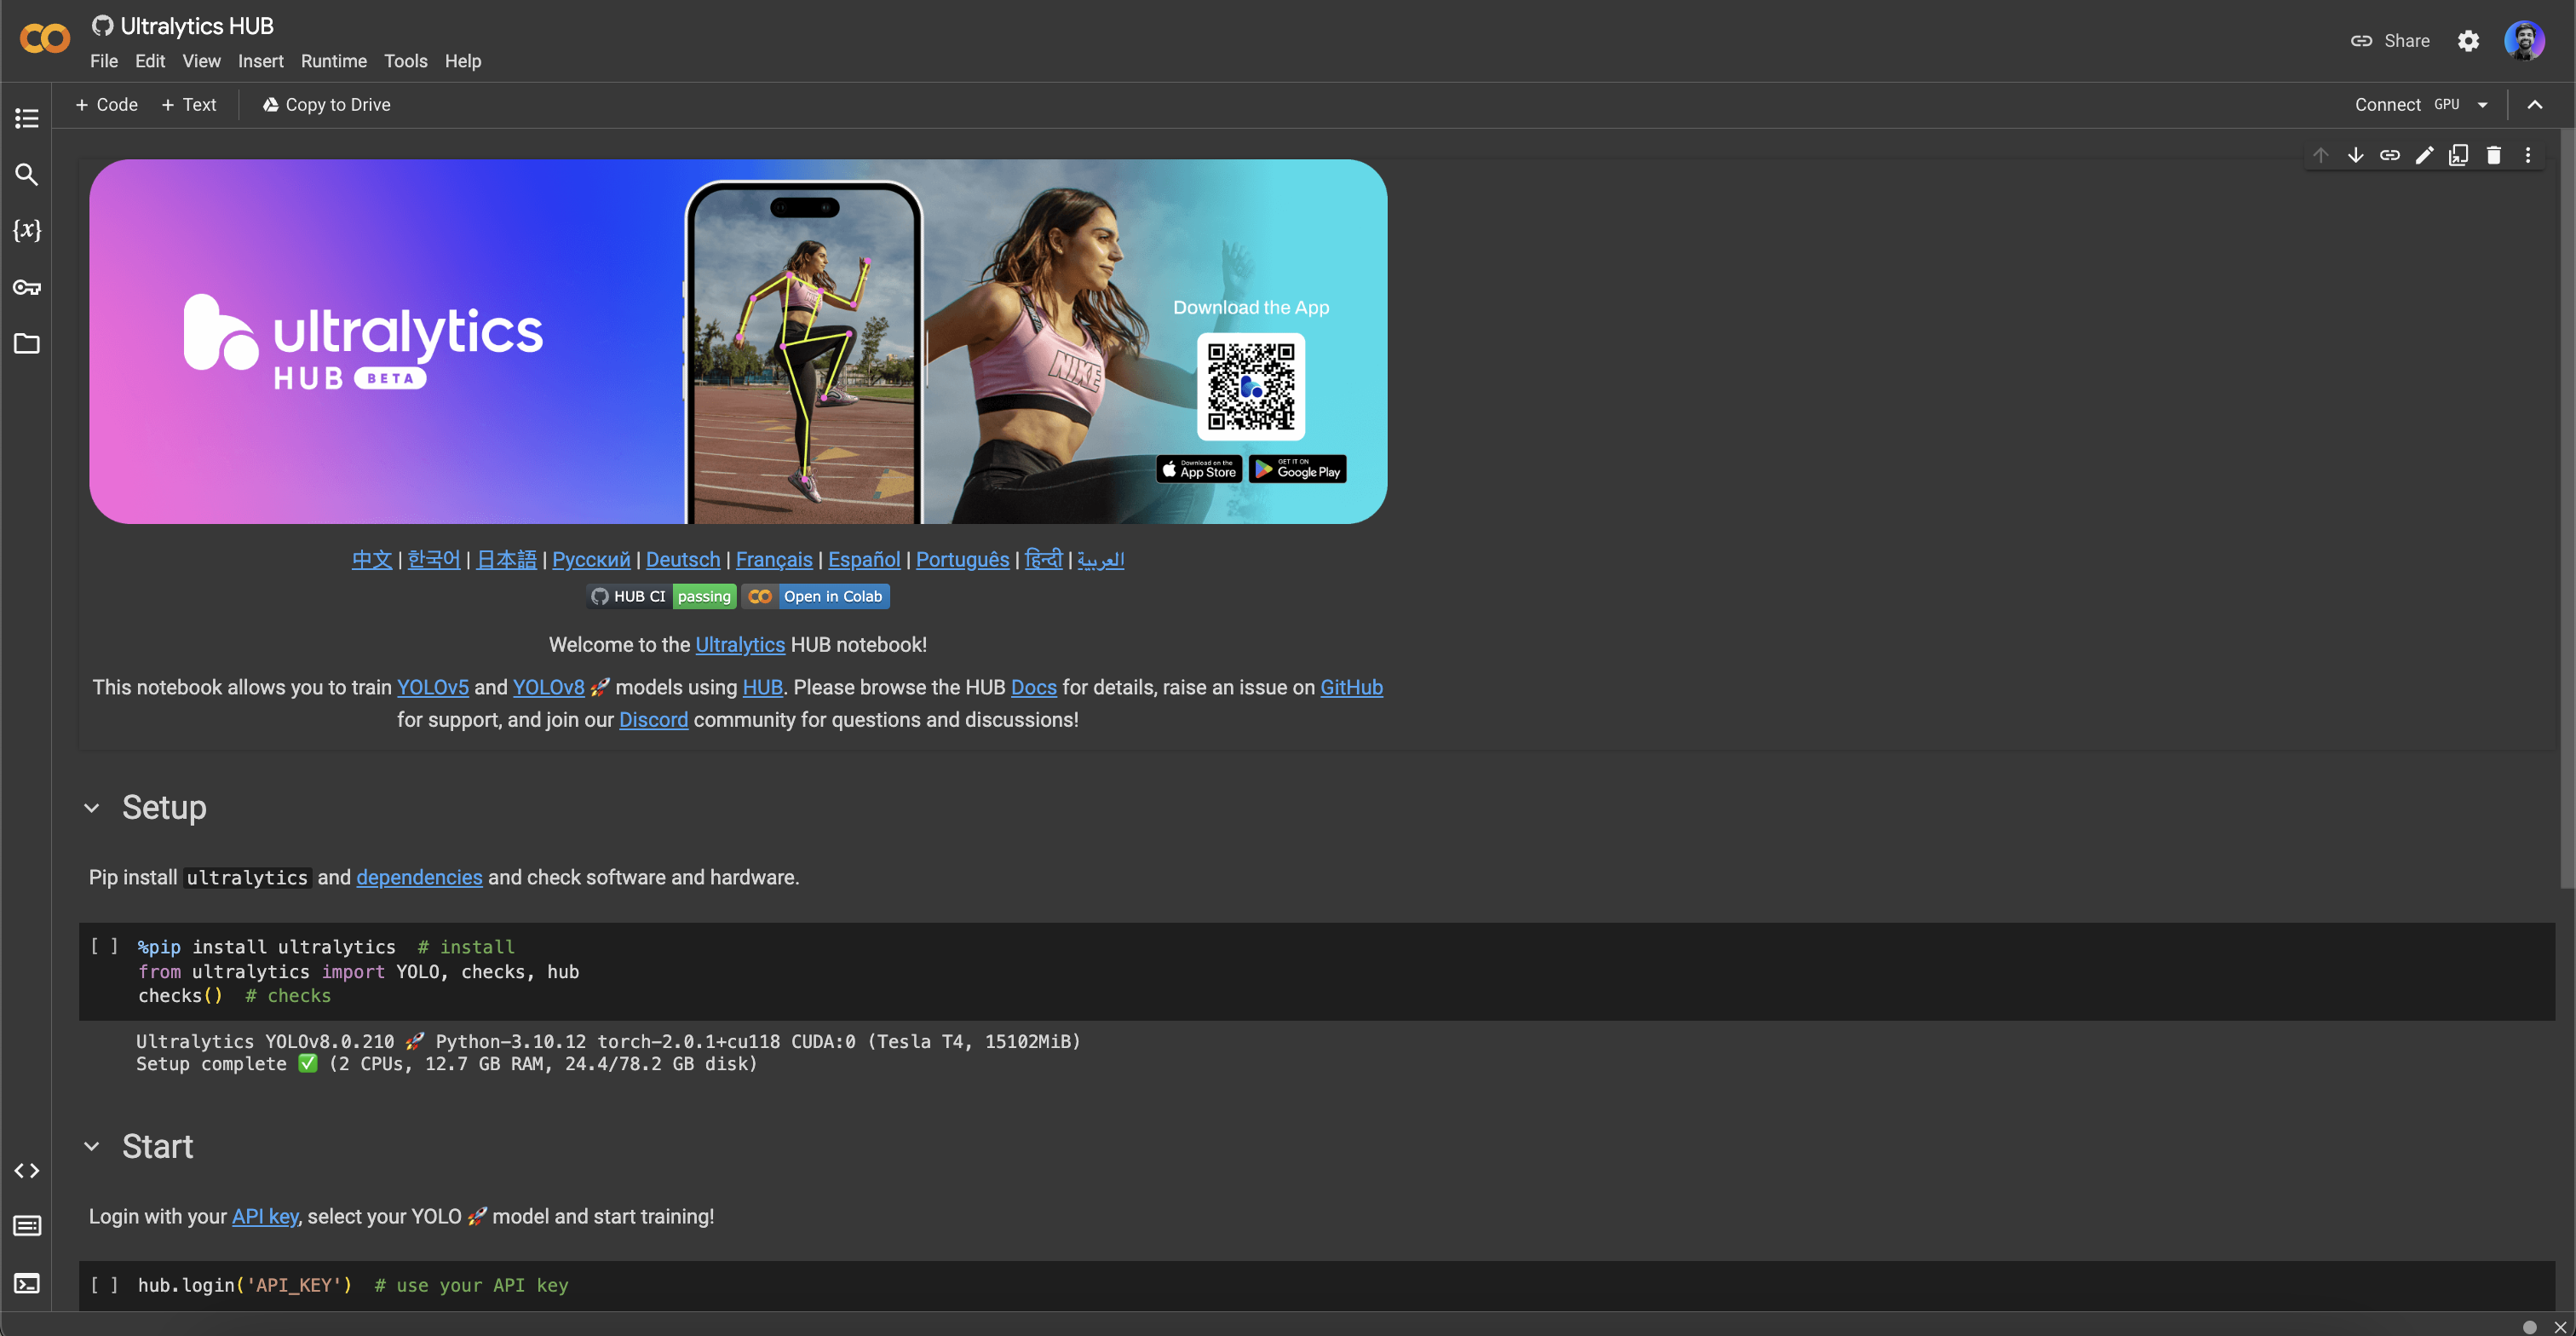 Ultralytics HUB
File Edit View Insert Runtime Tools Help
Share
+ Code + Text Copy to Drive
Connect GPU
{x}
ultralytics
HUB BETA
NIKE
Download the App
Download on the App Store
GET IT ON Google Play
中文 | 한국어 | 日本語 | Русский | Deutsch | Français | Español | Português | हिन्दी | العربية
HUB CI passing Open in Colab
Welcome to the Ultralytics HUB notebook!
This notebook allows you to train YOLOv5 and YOLOv8 🚀 models using HUB. Please browse the HUB Docs for details, raise an issue on GitHub
for support, and join our Discord community for questions and discussions!
Setup
Pip install ultralytics and dependencies and check software and hardware.
[ ] %pip install ultralytics # install
from ultralytics import YOLO, checks, hub
checks() # checks
Ultralytics YOLOv8.0.210 🚀 Python-3.10.12 torch-2.0.1+cu118 CUDA:0 (Tesla T4, 15102MiB)
Setup complete ✅ (2 CPUs, 12.7 GB RAM, 24.4/78.2 GB disk)
Start
Login with your API key, select your YOLO 🚀 model and start training!
[ ] hub.login('API_KEY') # use your API key